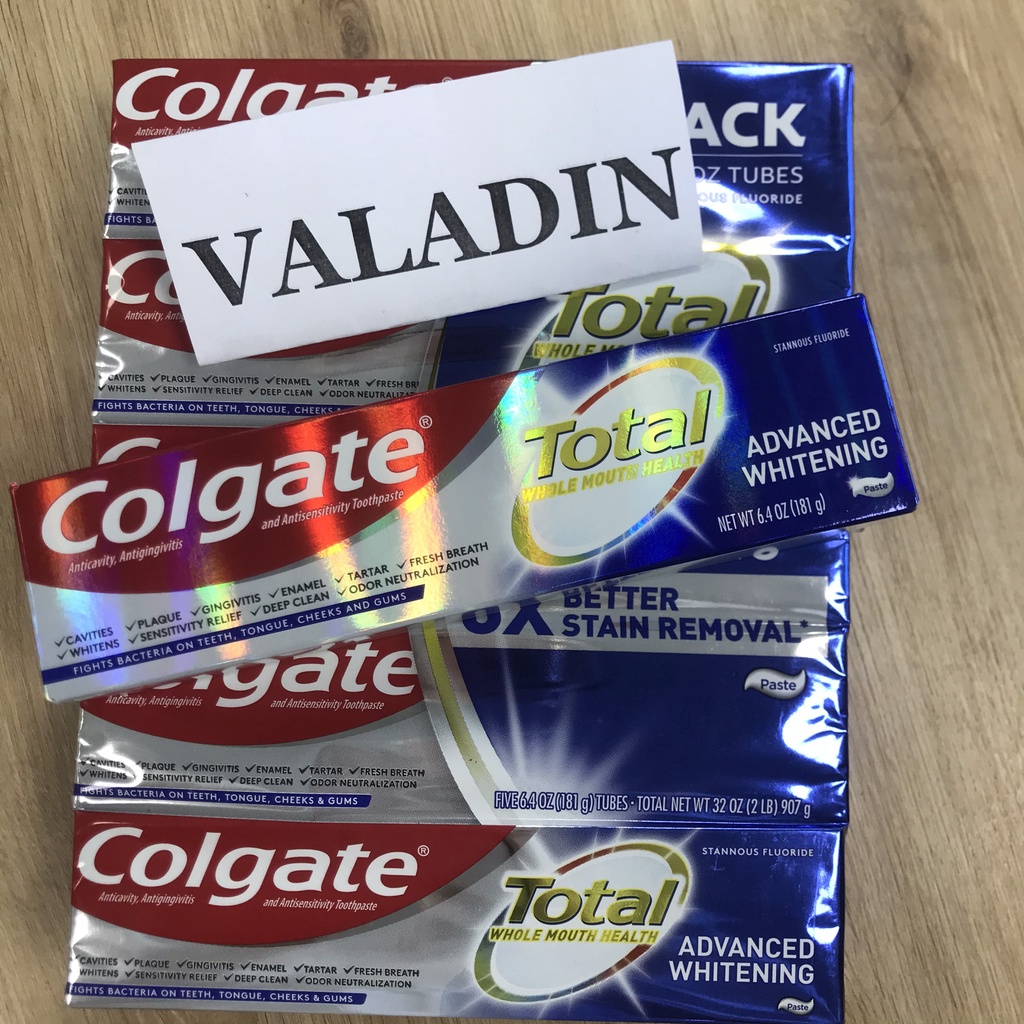 Colgate
Anticavity,
VALADIN
ACK
OZ TUBES
FLUORIDE
FIGHTS
Anticavity,
Total
WHOLE
CAVITIES ✓PLAQUE ✓GINGIVITIS ✓ENAMEL ✓TARTAR ✓FRESH
✓WHITENS ✓SENSITIVITY RELIEF ✓DEEP CLEAN ✓ODOR
FIGHTS BACTERIA ON TEETH, TONGUE, CHEEKS
Colgate®
Anticavity, Antigingivitis and Antisensitivity Toothpaste
✓CAVITIES ✓PLAQUE ✓GINGIVITIS ✓ENAMEL ✓TARTAR ✓FRESH BREATH
✓WHITENS ✓SENSITIVITY RELIEF ✓DEEP CLEAN ✓ODOR NEUTRALIZATION
FIGHTS BACTERIA ON TEETH, TONGUE, CHEEKS AND GUMS
Total
WHOLE MOUTH HEALTH
STANNOUS FLUORIDE
ADVANCED
WHITENING
Paste
NET WT 6.4 OZ (181 g)
X BETTER
STAIN REMOVAL*
Paste
Anticavity, Antigingivitis and Antisensitivity Toothpaste
CAVITIES ✓PLAQUE ✓GINGIVITIS ✓ENAMEL ✓TARTAR ✓FRESH BREATH
✓WHITENS ✓SENSITIVITY RELIEF ✓DEEP CLEAN ✓ODOR NEUTRALIZATION
FIGHTS BACTERIA ON TEETH, TONGUE, CHEEKS & GUMS
FIVE 6.4 OZ (181 g) TUBES · TOTAL NET WT 32 OZ (2 LB) 907 g
Colgate®
Anticavity, Antigingivitis and Antisensitivity Toothpaste
CAVITIES ✓PLAQUE ✓GINGIVITIS ✓ENAMEL ✓TARTAR ✓FRESH BREATH
WHITENS ✓SENSITIVITY RELIEF ✓DEEP CLEAN ✓ODOR NEUTRALIZATION
FIGHTS BACTERIA ON TEETH, TONGUE, CHEEKS & GUMS
Total
WHOLE MOUTH HEALTH
STANNOUS FLUORIDE
ADVANCED
WHITENING
Paste